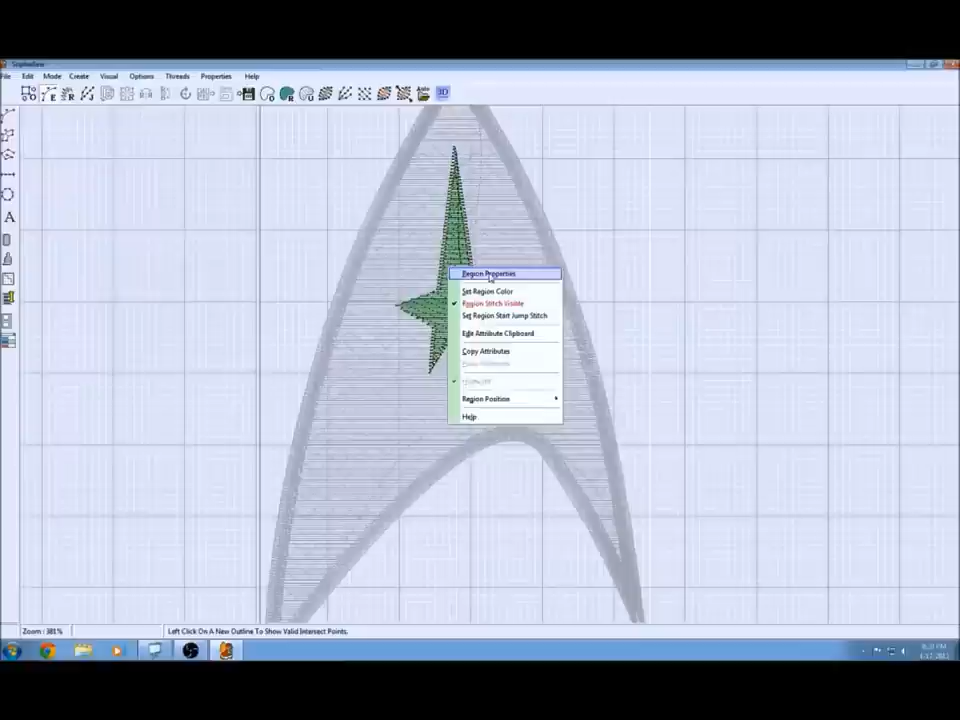 SophieSew
File Edit Mode Create Visual Options Threads Properties Help
3D
A
Region Properties
Set Region Color
Region Stitch Visible
Set Region Start Jump Stitch
Edit Attribute Clipboard
Copy Attributes
Region Position
Help
Zoom : 381%
Left Click On A New Outline To Show Valid Intersect Points.